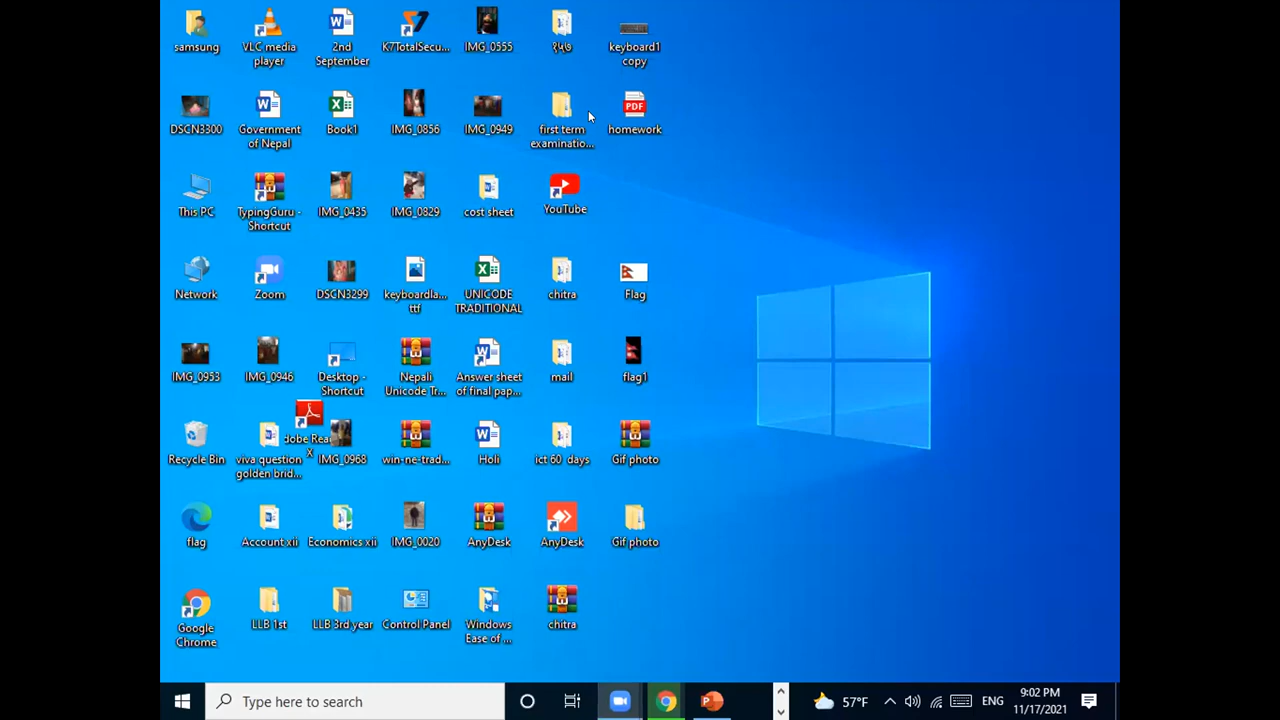 samsung
VLC media
player
2nd
September
K7TotalSecu...
IMG_0555
१५७
keyboard1
copy
DSCN3300
Government
of Nepal
Book1
IMG_0856
IMG_0949
first term
examinatio...
PDF
homework
This PC
TypingGuru -
Shortcut
IMG_0435
IMG_0829
cost sheet
YouTube
Network
Zoom
DSCN3299
keyboardla...
ttf
UNICODE
TRADITIONAL
chitra
Flag
IMG_0953
IMG_0946
Desktop -
Shortcut
Nepali
Unicode Tr...
Answer sheet
of final pap...
mail
flag1
Recycle Bin
viva question
golden brid...
dobe Rea
X
IMG_0968
win-ne-trad...
Holi
ict 60 days
Gif photo
flag
Account xii
Economics xii
IMG_0020
AnyDesk
AnyDesk
Gif photo
Google
Chrome
LLB 1st
LLB 3rd year
Control Panel
Windows
Ease of ...
chitra
Type here to search
57°F
ENG
9:02 PM
11/17/2021